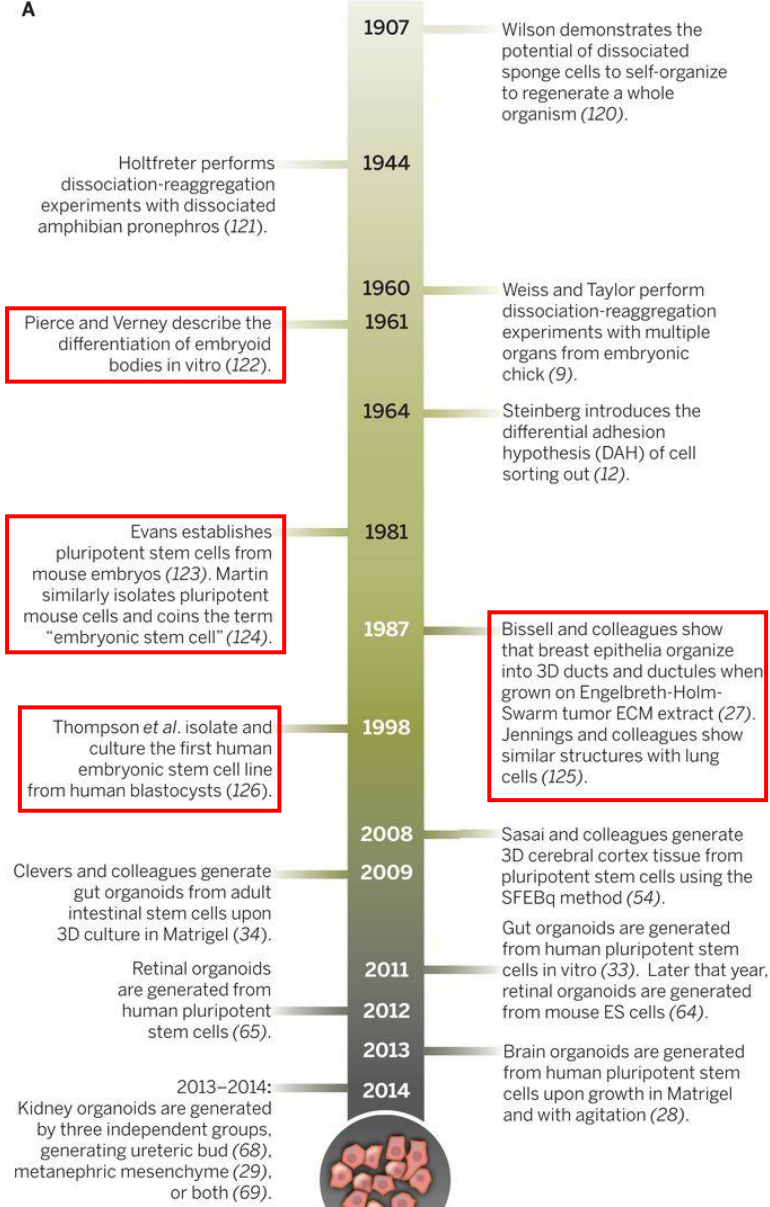 A
1907
Wilson demonstrates the
potential of dissociated
sponge cells to self-organize
to regenerate a whole
organism (120).
Holtfreter performs
dissociation-reaggregation
experiments with dissociated
amphibian pronephros (121).
1944
1960
Weiss and Taylor perform
dissociation-reaggregation
experiments with multiple
organs from embryonic
chick (9).
Pierce and Verney describe the
differentiation of embryoid
bodies in vitro (122).
1961
1964
Steinberg introduces the
differential adhesion
hypothesis (DAH) of cell
sorting out (12).
Evans establishes
pluripotent stem cells from
mouse embryos (123). Martin
similarly isolates pluripotent
mouse cells and coins the term
“embryonic stem cell” (124).
1981
1987
Bissell and colleagues show
that breast epithelia organize
into 3D ducts and ductules when
grown on Engelbreth-Holm-
Swarm tumor ECM extract (27).
Jennings and colleagues show
similar structures with lung
cells (125).
Thompson et al. isolate and
culture the first human
embryonic stem cell line
from human blastocysts (126).
1998
2008
Sasai and colleagues generate
3D cerebral cortex tissue from
pluripotent stem cells using the
SFEBq method (54).
Clevers and colleagues generate
gut organoids from adult
intestinal stem cells upon
3D culture in Matrigel (34).
2009
2011
Gut organoids are generated
from human pluripotent stem
cells in vitro (33). Later that year,
retinal organoids are generated
from mouse ES cells (64).
Retinal organoids
are generated from
human pluripotent
stem cells (65).
2012
2013
Brain organoids are generated
from human pluripotent stem
cells upon growth in Matrigel
and with agitation (28).
2013–2014:
Kidney organoids are generated
by three independent groups,
generating ureteric bud (68),
metanephric mesenchyme (29),
or both (69).
2014